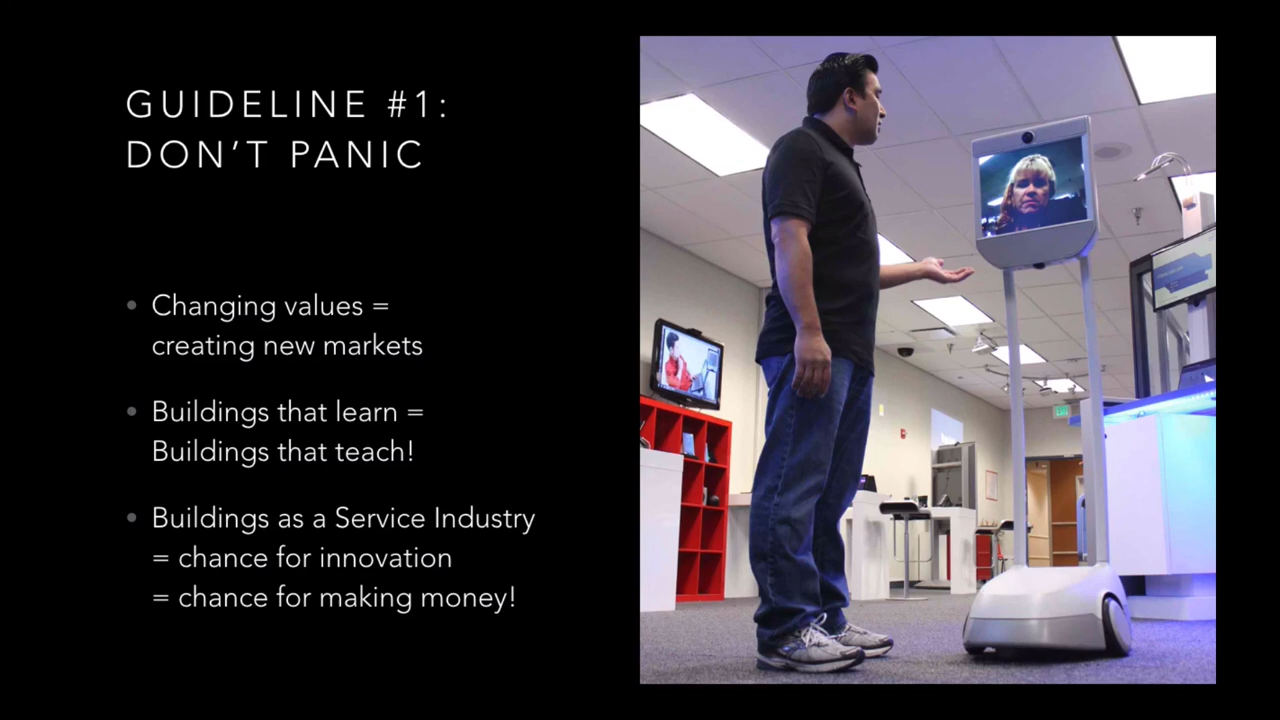 GUIDELINE #1:
DON'T PANIC
• Changing values =
creating new markets
• Buildings that learn =
Buildings that teach!
• Buildings as a Service Industry
= chance for innovation
= chance for making money!